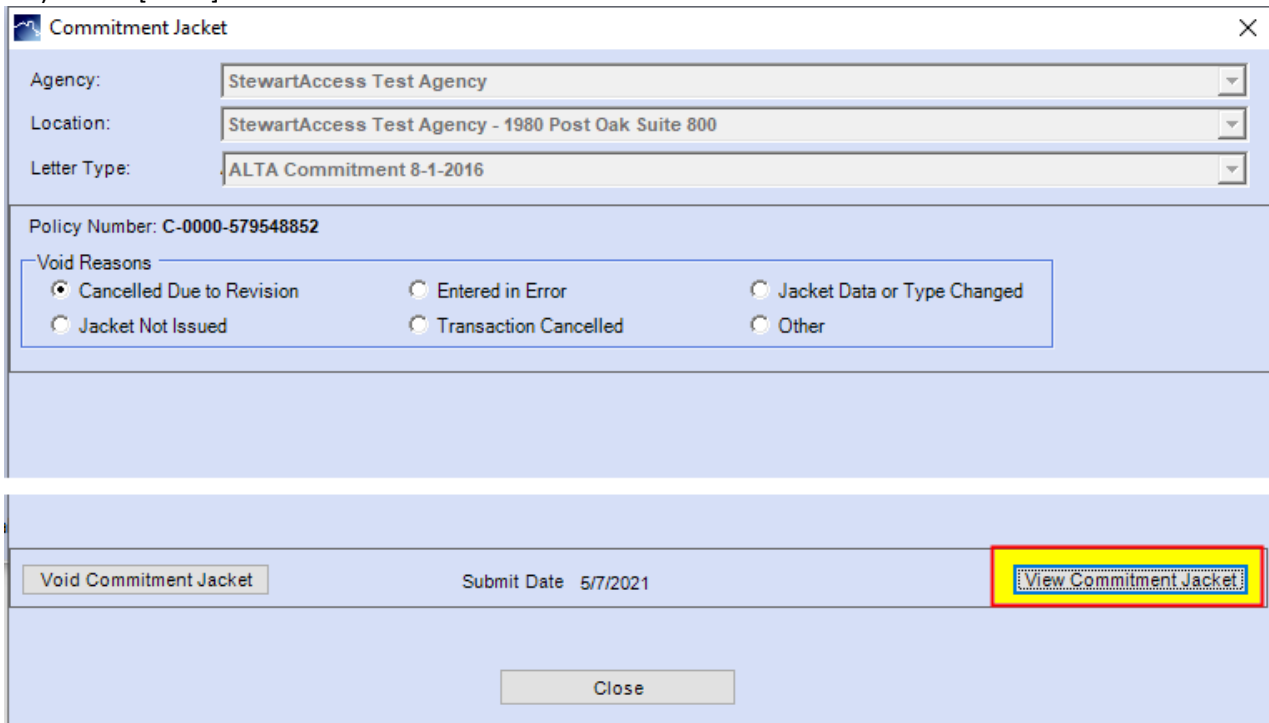 Commitment Jacket
Agency: StewartAccess Test Agency
Location: StewartAccess Test Agency - 1980 Post Oak Suite 800
Letter Type: ALTA Commitment 8-1-2016
Policy Number: C-0000-579548852
Void Reasons
Cancelled Due to Revision Entered in Error Jacket Data or Type Changed
Jacket Not Issued Transaction Cancelled Other
Void Commitment Jacket Submit Date 5/7/2021 View Commitment Jacket
Close